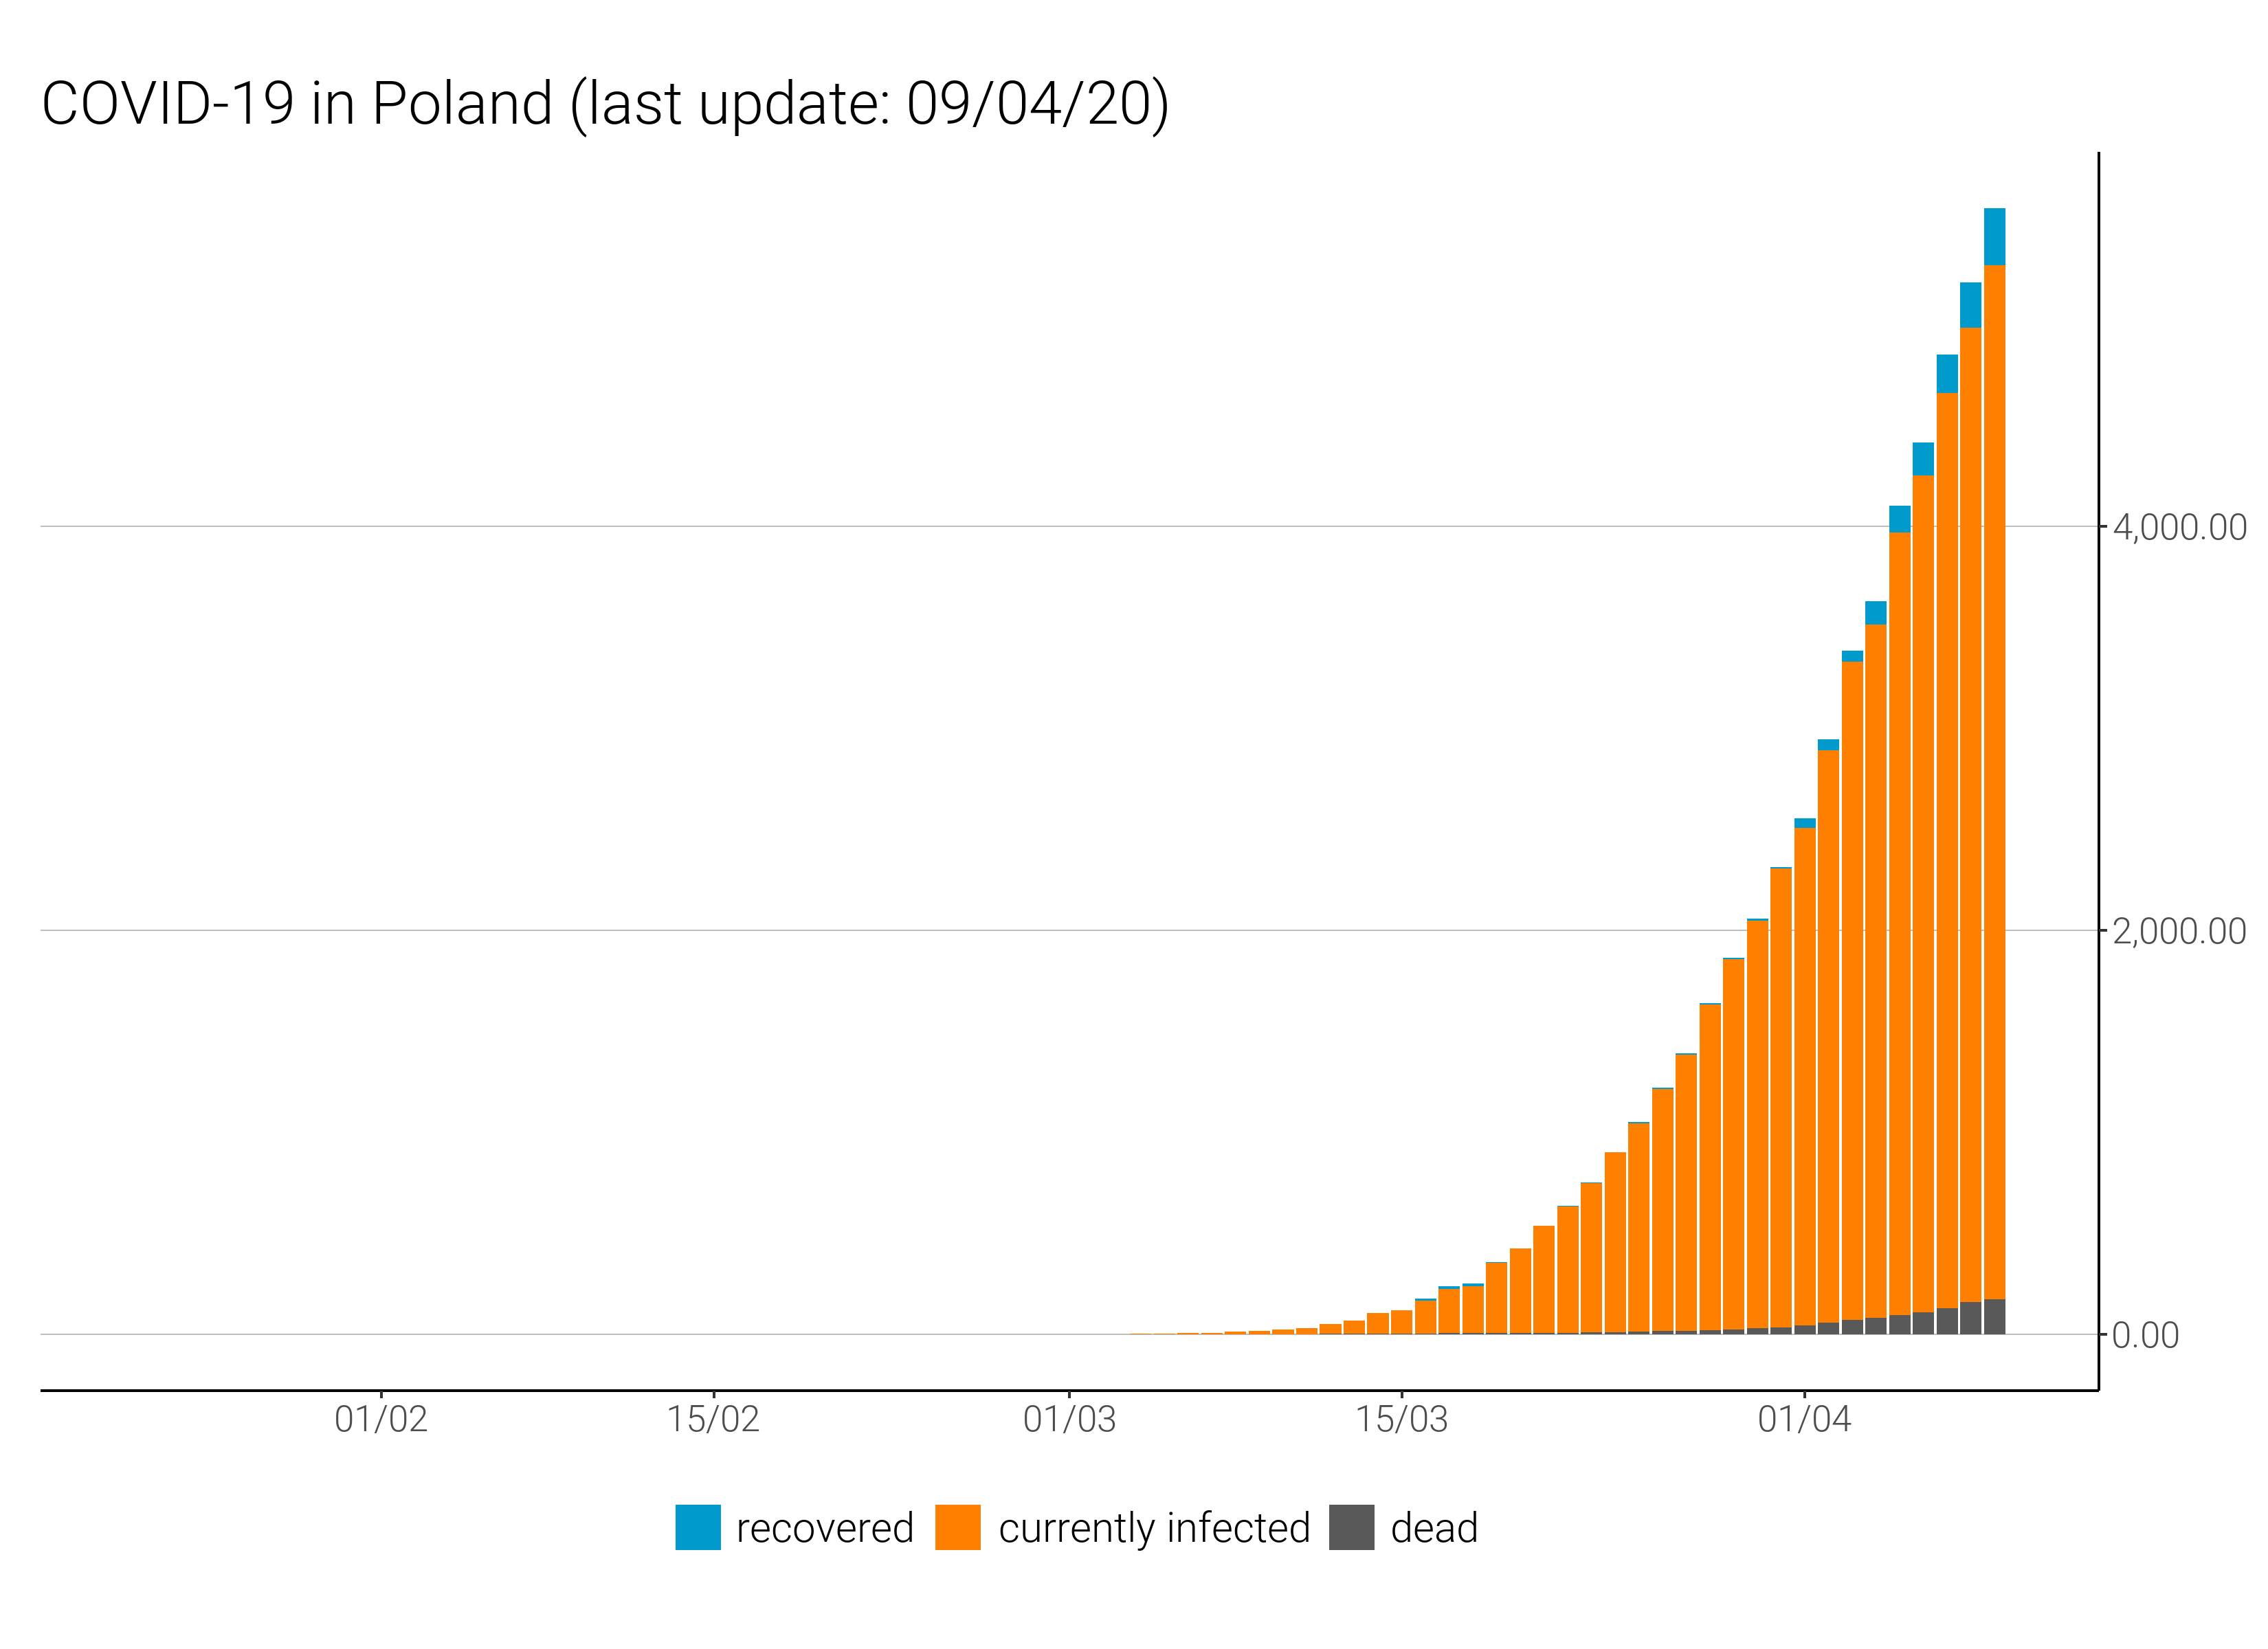 COVID-19 in Poland (last update: 09/04/20)
4,000.00
2,000.00
0.00
01/02 15/02 01/03 15/03 01/04
recovered currently infected dead